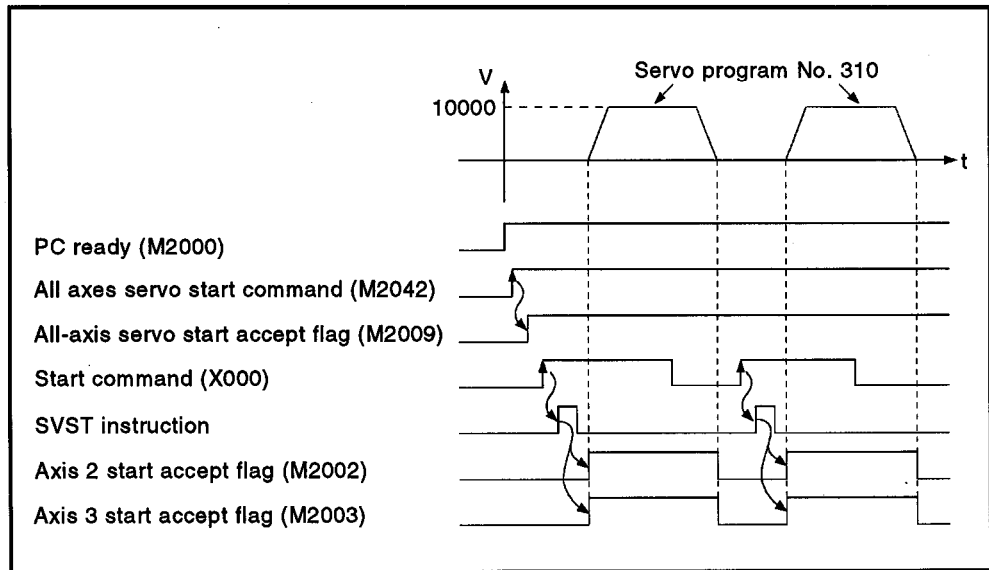 Servo program No. 310
V
10000
t
PC ready (M2000)
All axes servo start command (M2042)
All-axis servo start accept flag (M2009)
Start command (X000)
SVST instruction
Axis 2 start accept flag (M2002)
Axis 3 start accept flag (M2003)